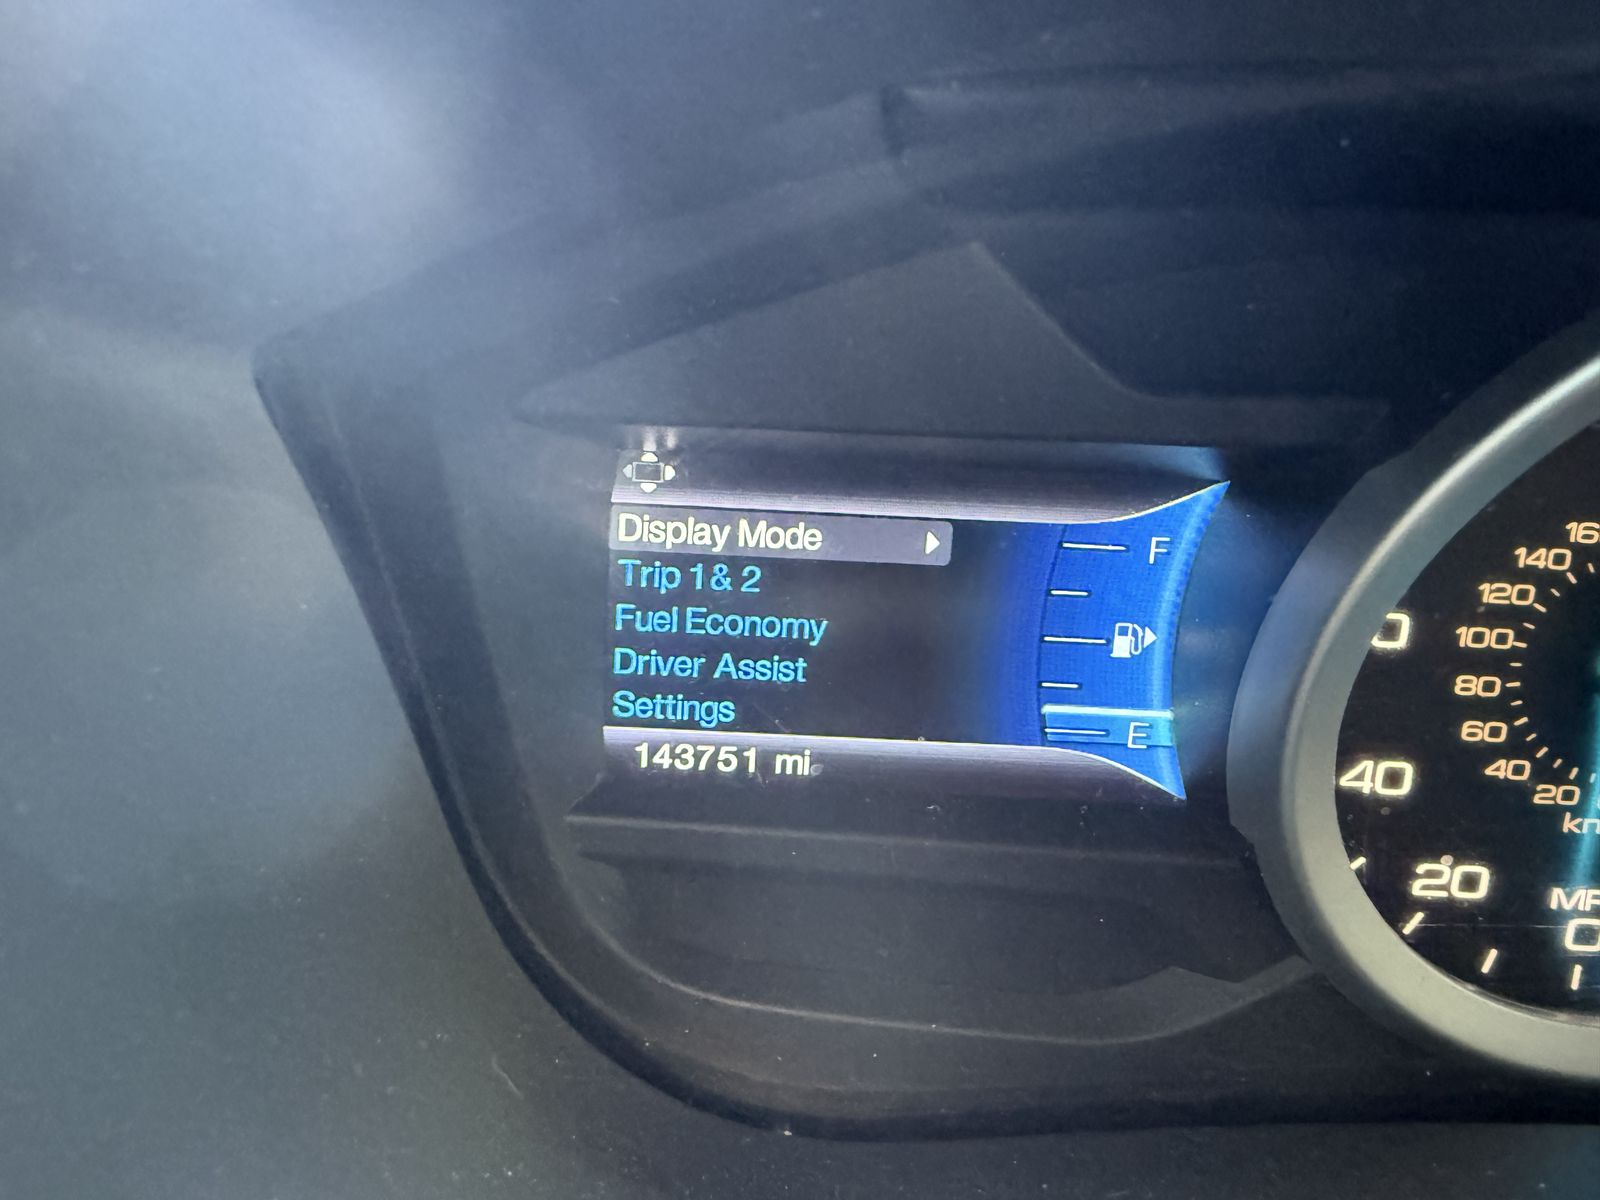 Display Mode
Trip 1 & 2
Fuel Economy
Driver Assist
Settings
143751 mi
F
E
140
120
100
80
60
40
20
40
20
0